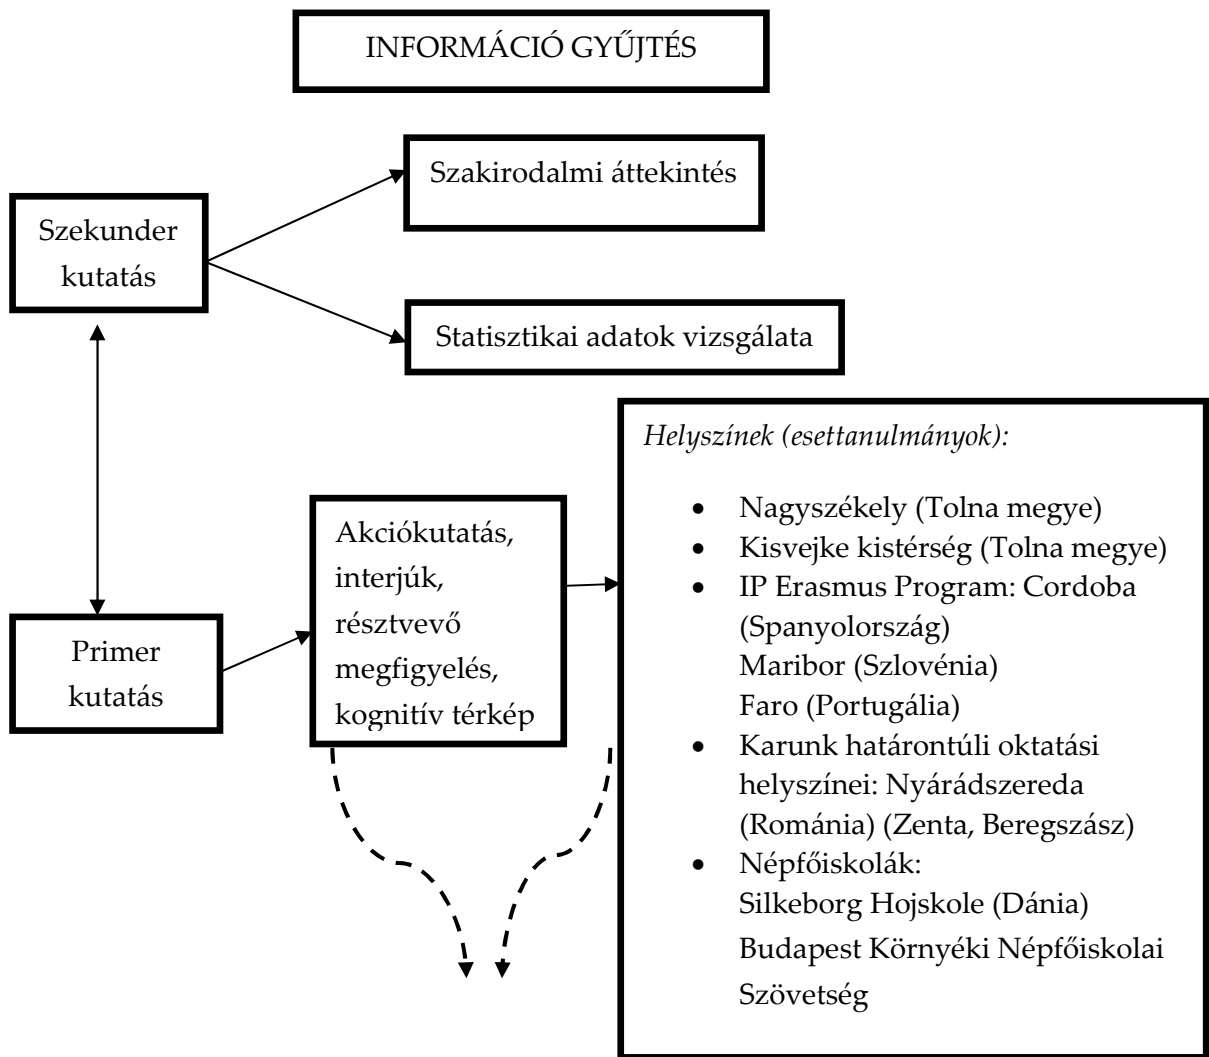 INFORMÁCIÓ GYŰJTÉS
Szakirodalmi áttekintés
Szekunder
kutatás
Statisztikai adatok vizsgálata
Primer
kutatás
Akciókutatás,
interjúk,
résztvevő
megfigyelés,
kognitív térkép
Helyszínek (esettanulmányok):
• Nagyszékely (Tolna megye)
• Kisvejke kistérség (Tolna megye)
• IP Erasmus Program: Cordoba
(Spanyolország)
Maribor (Szlovénia)
Faro (Portugália)
• Karunk határontúli oktatási
helyszínei: Nyárádszereda
(Románia) (Zenta, Beregszász)
• Népfőiskolák:
Silkeborg Hojskole (Dánia)
Budapest Környéki Népfőiskolai
Szövetség